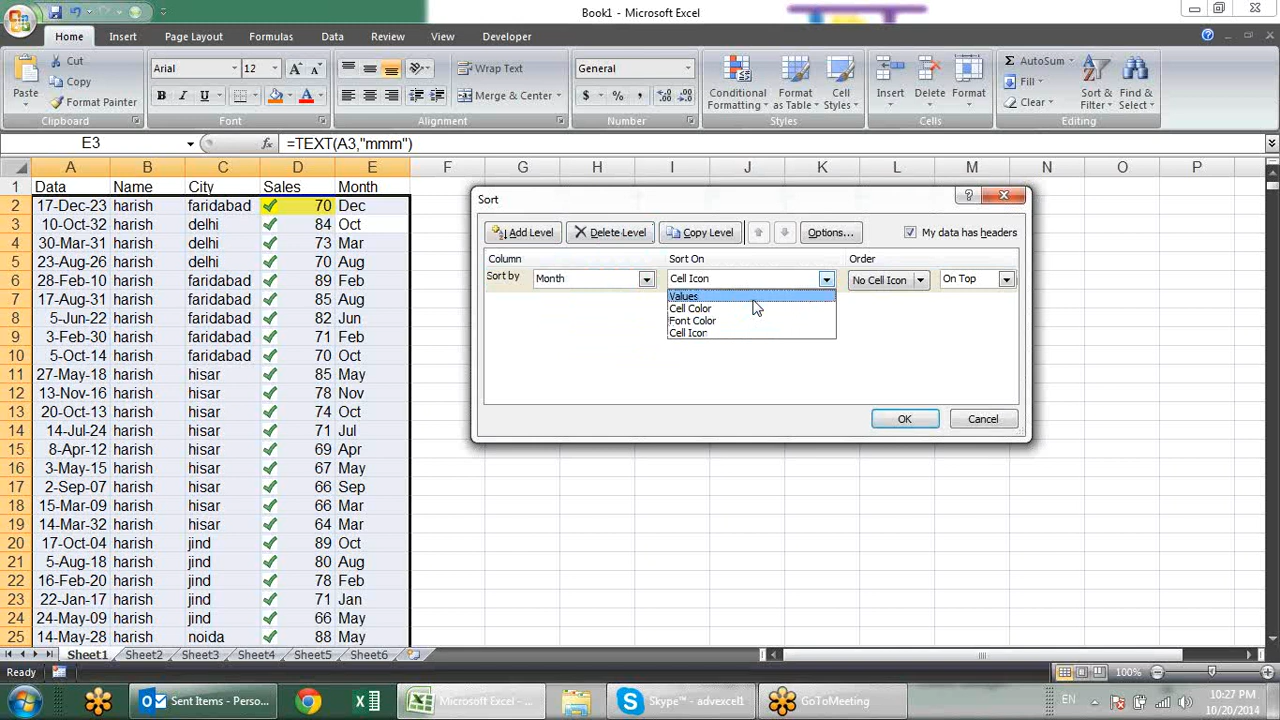 Book1 - Microsoft Excel
Home Insert Page Layout Formulas Data Review View Developer
Paste
Cut
Copy
Format Painter
Clipboard
Arial 12
B I U
Font
Wrap Text
Merge & Center
Alignment
General
$ % ,
Number
Conditional Formatting
Format as Table
Cell Styles
Styles
Insert Delete Format
Cells
Σ AutoSum
Fill
Clear
Sort & Filter
Find & Select
Editing
E3 fx =TEXT(A3,"mmm")
A B C D E F G H I J K L M N O P
1 Data Name City Sales Month
2 17-Dec-23 harish faridabad 70 Dec
3 10-Oct-32 harish delhi 84 Oct
4 30-Mar-31 harish delhi 73 Mar
5 23-Aug-26 harish delhi 70 Aug
6 28-Feb-10 harish faridabad 89 Feb
7 17-Aug-31 harish faridabad 85 Aug
8 5-Jun-22 harish faridabad 82 Jun
9 3-Feb-30 harish faridabad 71 Feb
10 5-Oct-14 harish faridabad 70 Oct
11 27-May-18 harish hisar 85 May
12 13-Nov-16 harish hisar 78 Nov
13 20-Oct-13 harish hisar 74 Oct
14 14-Jul-24 harish hisar 71 Jul
15 8-Apr-12 harish hisar 69 Apr
16 3-May-15 harish hisar 67 May
17 2-Sep-07 harish hisar 66 Sep
18 15-Mar-09 harish hisar 66 Mar
19 14-Mar-32 harish hisar 64 Mar
20 17-Oct-04 harish jind 89 Oct
21 5-Aug-18 harish jind 80 Aug
22 16-Feb-20 harish jind 78 Feb
23 22-Jan-17 harish jind 71 Jan
24 24-May-09 harish jind 66 May
25 14-May-28 harish noida 88 May
Sort
Add Level Delete Level Copy Level Options... My data has headers
Column Sort On Order
Sort by Month Cell Icon No Cell Icon On Top
Values
Cell Color
Font Color
Cell Icon
OK Cancel
Sheet1 Sheet2 Sheet3 Sheet4 Sheet5 Sheet6
Ready 100%
Sent Items - Perso...
Microsoft Excel - ...
Skype™ - advexcel1
GoToMeeting
EN
10:27 PM
10/20/2014